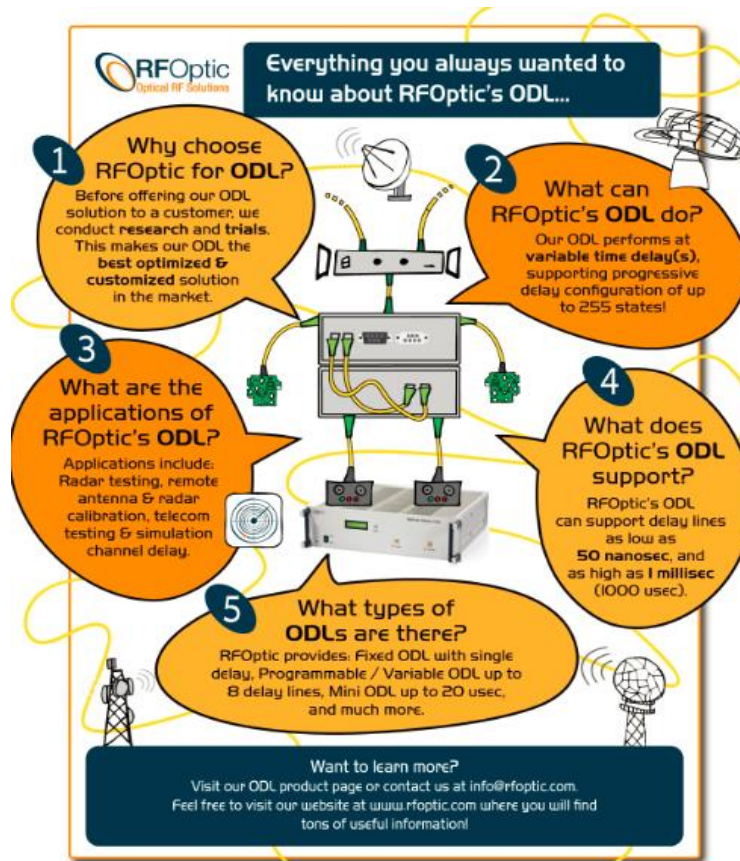 RFOptic
Optical RF Solutions
Everything you always wanted to
know about RFOptic's ODL...
1
Why choose
RFOptic for ODL?
Before offering our ODL
solution to a customer, we
conduct research and trials.
This makes our ODL the
best optimized &
customized solution
in the market.
2
What can
RFOptic's ODL do?
Our ODL performs at
variable time delay(s),
supporting progressive
delay configuration of up
to 255 states!
3
What are the
applications of
RFOptic's ODL?
Applications include:
Radar testing, remote
antenna & radar
calibration, telecom
testing & simulation
channel delay.
4
What does
RFOptic's ODL
support?
RFOptic's ODL
can support delay lines
as low as
50 nanosec, and
as high as 1 millisec
(1000 usec).
5
What types of
ODLs are there?
RFOptic provides: Fixed ODL with single
delay, Programmable / Variable ODL up to
8 delay lines, Mini ODL up to 20 usec,
and much more.
Want to learn more?
Visit our ODL product page or contact us at info@rfoptic.com.
Feel free to visit our website at www.rfoptic.com where you will find
tons of useful information!